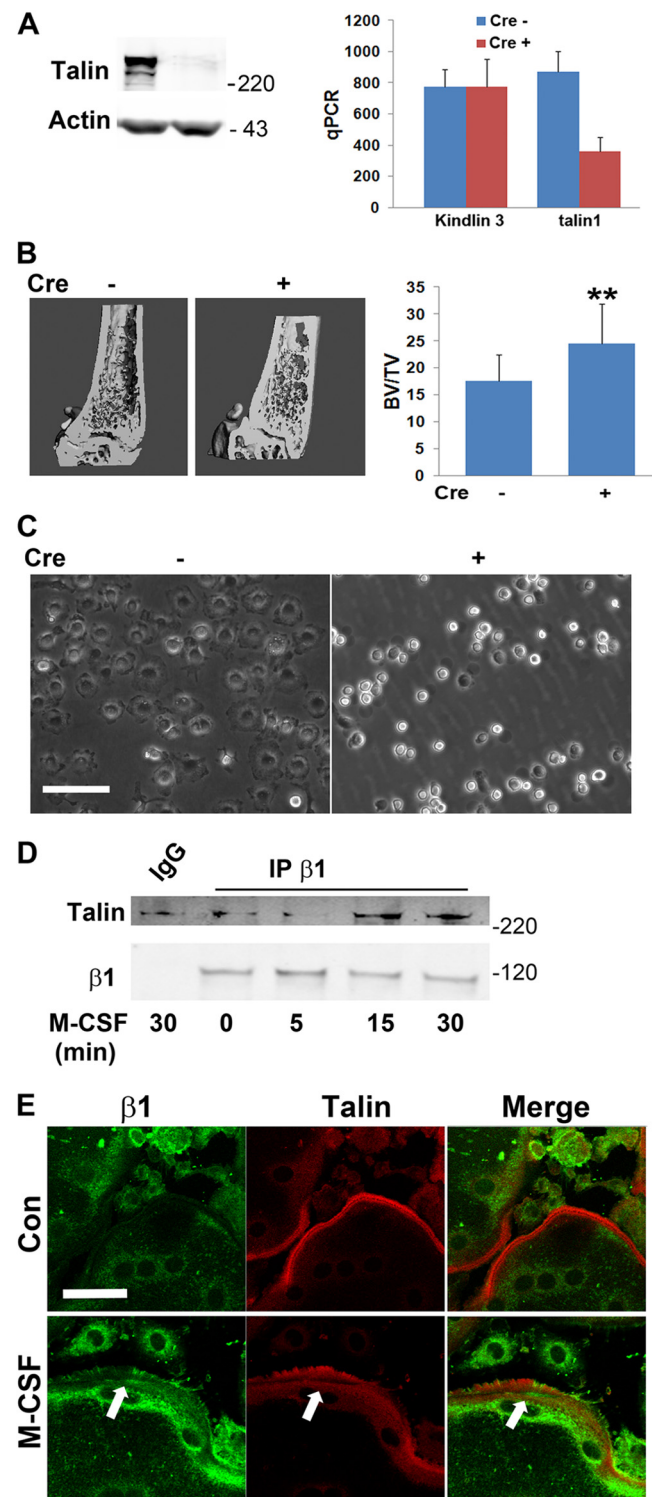 A
Talin
-220
Actin
- 43
Cre -
Cre +
qPCR
1200
1000
800
600
400
200
0
Kindlin 3 talin1
B
Cre - +
BV/TV
35
30
25
20
15
10
5
0
**
Cre - +
C
Cre - +
D
IgG
IP β1
Talin
-220
β1
-120
M-CSF 30 0 5 15 30
(min)
E
β1 Talin Merge
Con
M-CSF